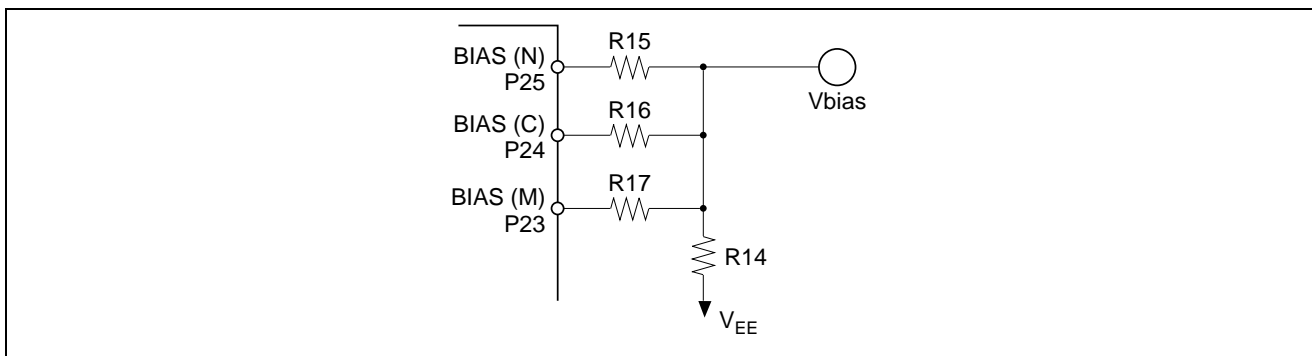 R15
BIAS (N)
P25
Vbias
R16
BIAS (C)
P24
R17
BIAS (M)
P23
R14
VEE